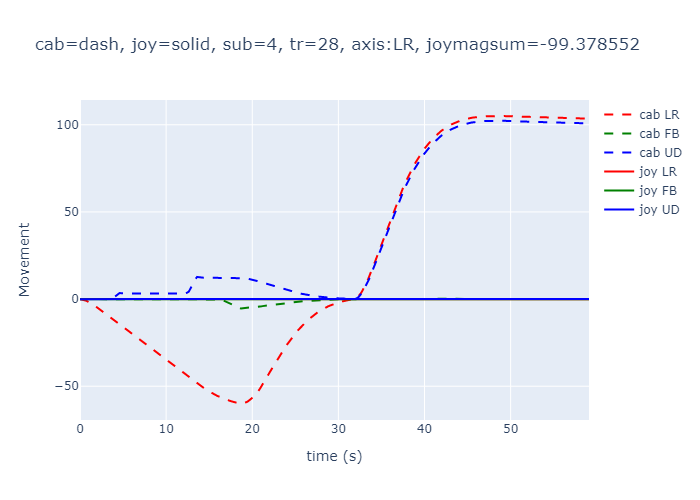 cab=dash, joy=solid, sub=4, tr=28, axis:LR, joymagsum=-99.378552
Movement
100
50
0
−50
0 10 20 30 40 50
time (s)
cab LR
cab FB
cab UD
joy LR
joy FB
joy UD